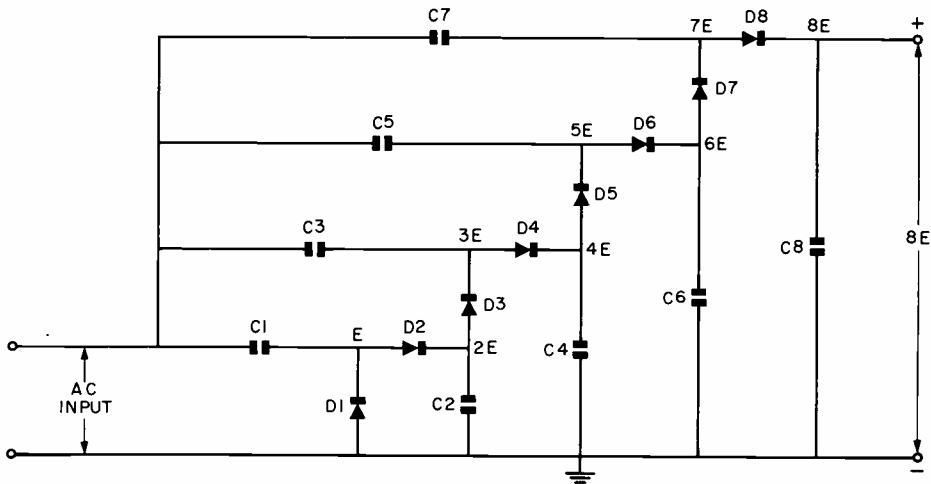 C7
7E
D8
8E
+
D7
C5
5E
D6
6E
D5
C3
3E
D4
4E
8E
C8
D3
C6
C1
E
D2
2E
C4
AC
INPUT
D1
C2
−